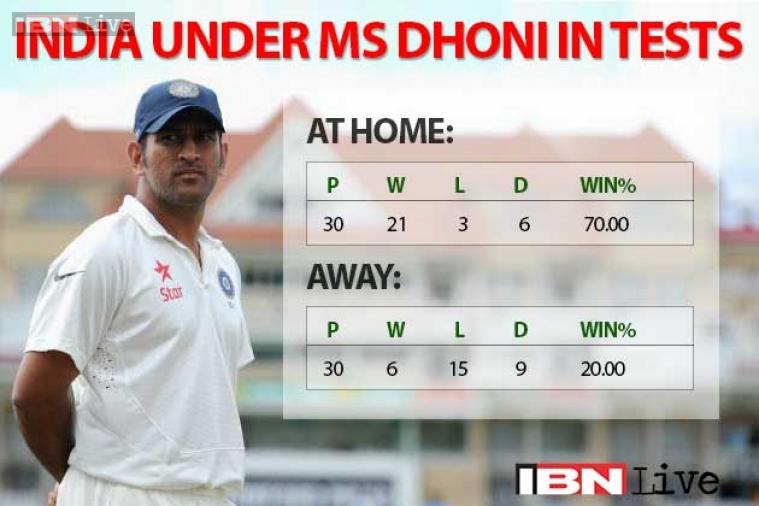 IBN Live
INDIA UNDER MS DHONI IN TESTS
AT HOME:
P W L D WIN%
30 21 3 6 70.00
AWAY:
P W L D WIN%
30 6 15 9 20.00
Star
IBN Live